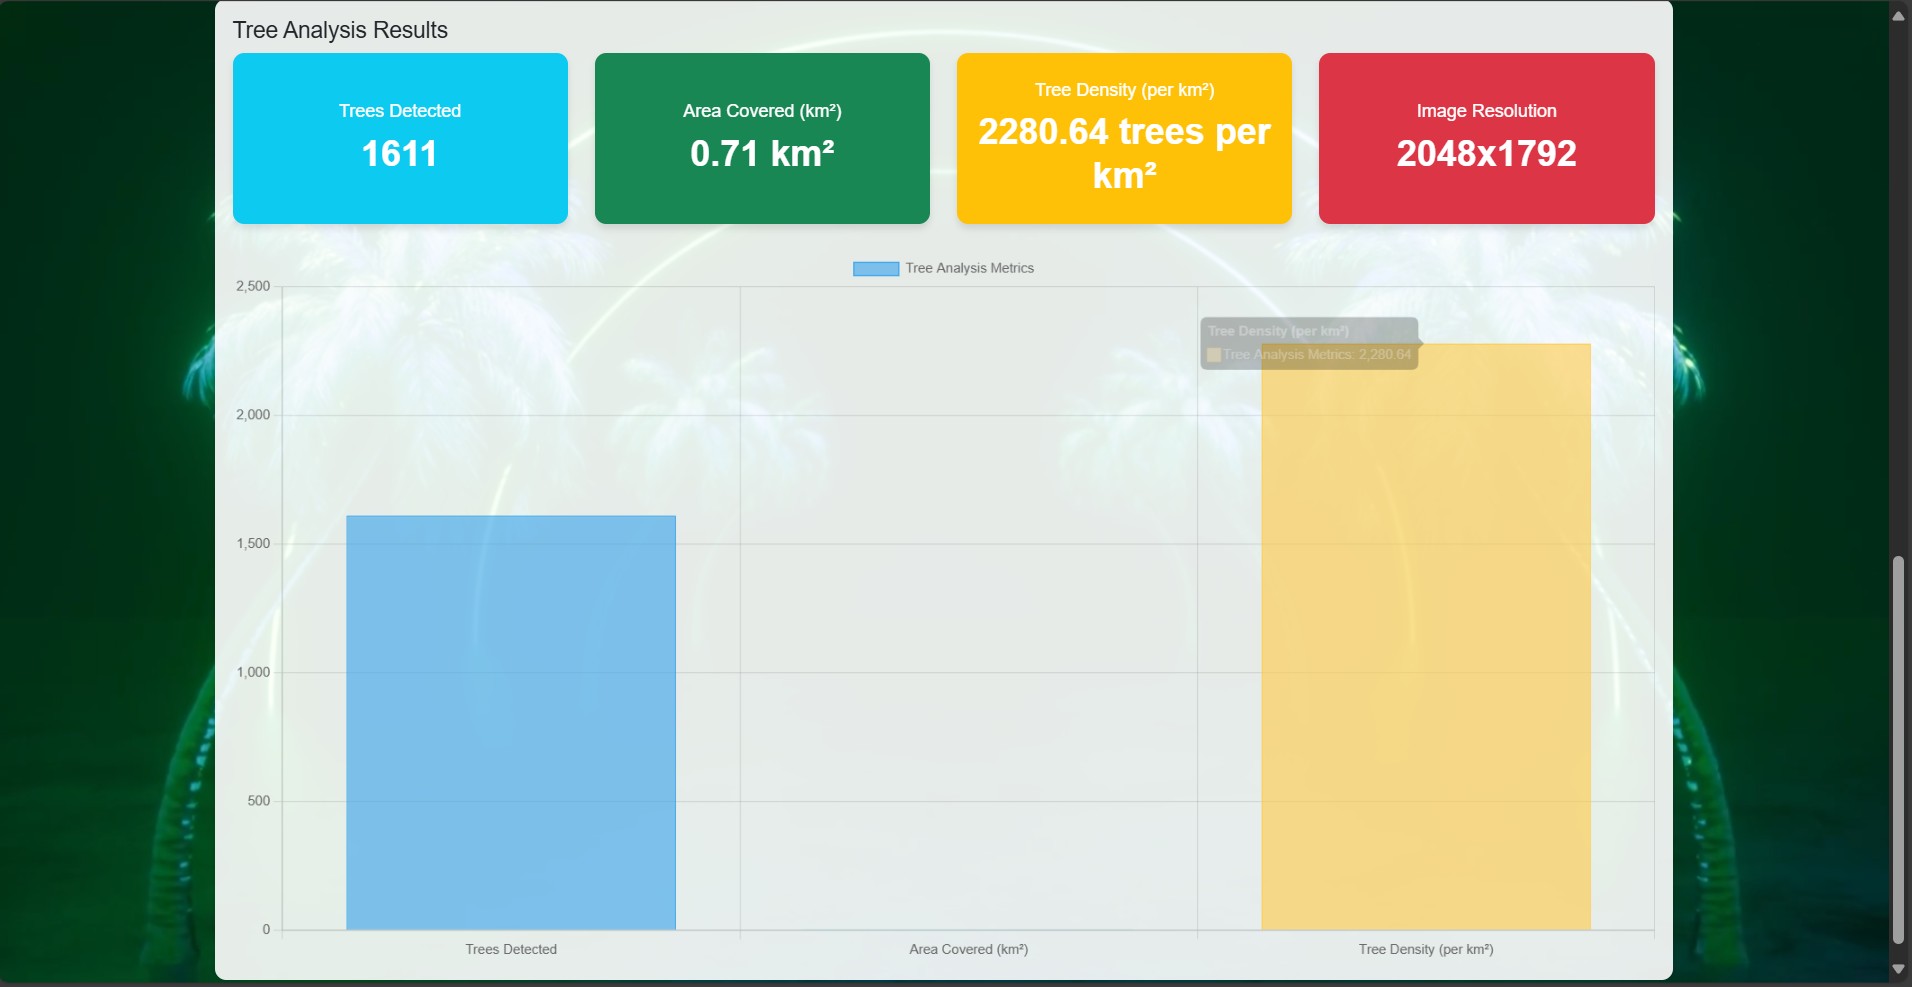 Tree Analysis Results
Trees Detected
1611
Area Covered (km²)
0.71 km²
Tree Density (per km²)
2280.64 trees per
km²
Image Resolution
2048x1792
Tree Analysis Metrics
2,500
2,000
1,500
1,000
500
0
Tree Density (per km²)
Tree Analysis Metrics: 2,280.64
Trees Detected
Area Covered (km²)
Tree Density (per km²)